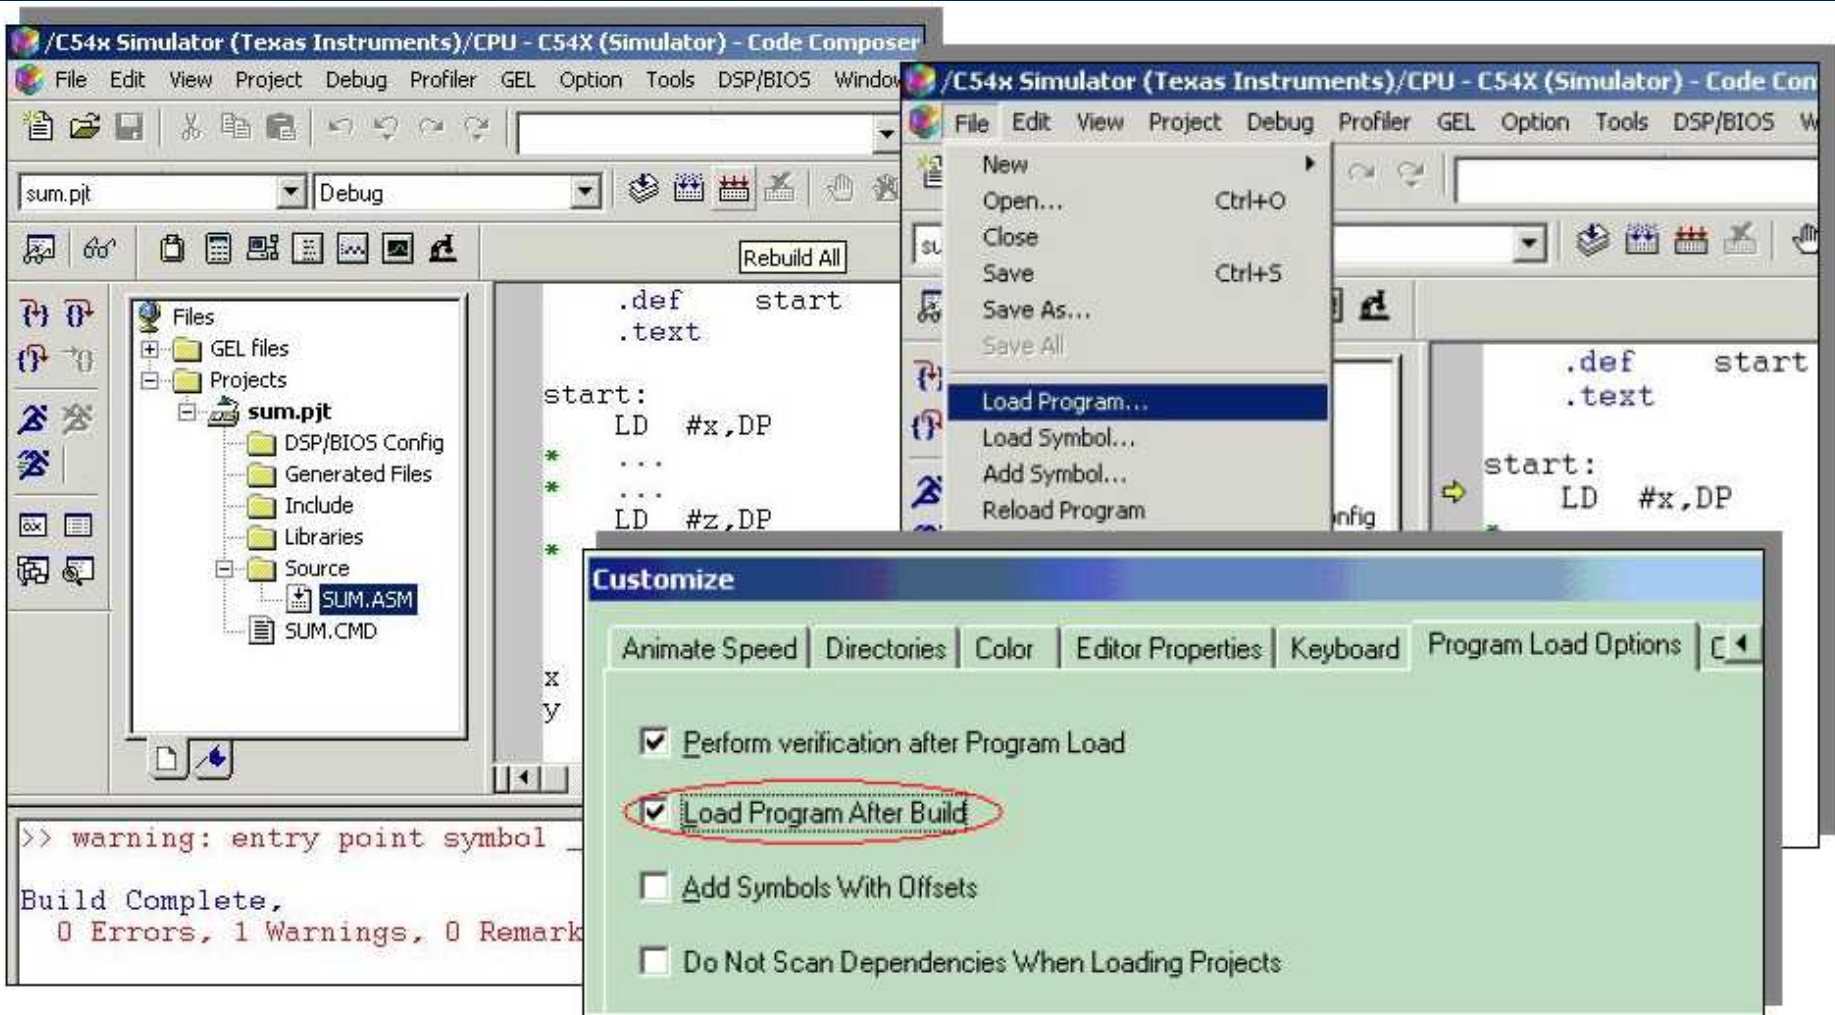 /C54x Simulator (Texas Instruments)/CPU - C54X (Simulator) - Code Composer
File Edit View Project Debug Profiler GEL Option Tools DSP/BIOS Window
sum.pjt Debug
Rebuild All
Files
GEL files
Projects
sum.pjt
DSP/BIOS Config
Generated Files
Include
Libraries
Source
SUM.ASM
SUM.CMD
.def start
.text
start:
LD #x,DP
* ...
* ...
LD #z,DP
*
x
y
>> warning: entry point symbol _
Build Complete,
0 Errors, 1 Warnings, 0 Remark
/C54x Simulator (Texas Instruments)/CPU - C54X (Simulator) - Code Con
File Edit View Project Debug Profiler GEL Option Tools DSP/BIOS W
su
New
Open... Ctrl+O
Close
Save Ctrl+S
Save As...
Save All
Load Program...
Load Symbol...
Add Symbol...
Reload Program
nfig
.def start
.text
start:
LD #x,DP
*
Customize
Animate Speed Directories Color Editor Properties Keyboard Program Load Options
Perform verification after Program Load
Load Program After Build
Add Symbols With Offsets
Do Not Scan Dependencies When Loading Projects